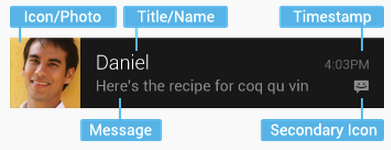 Icon/Photo
Title/Name
Timestamp
Daniel
4:03PM
Here's the recipe for coq qu vin
Message
Secondary Icon